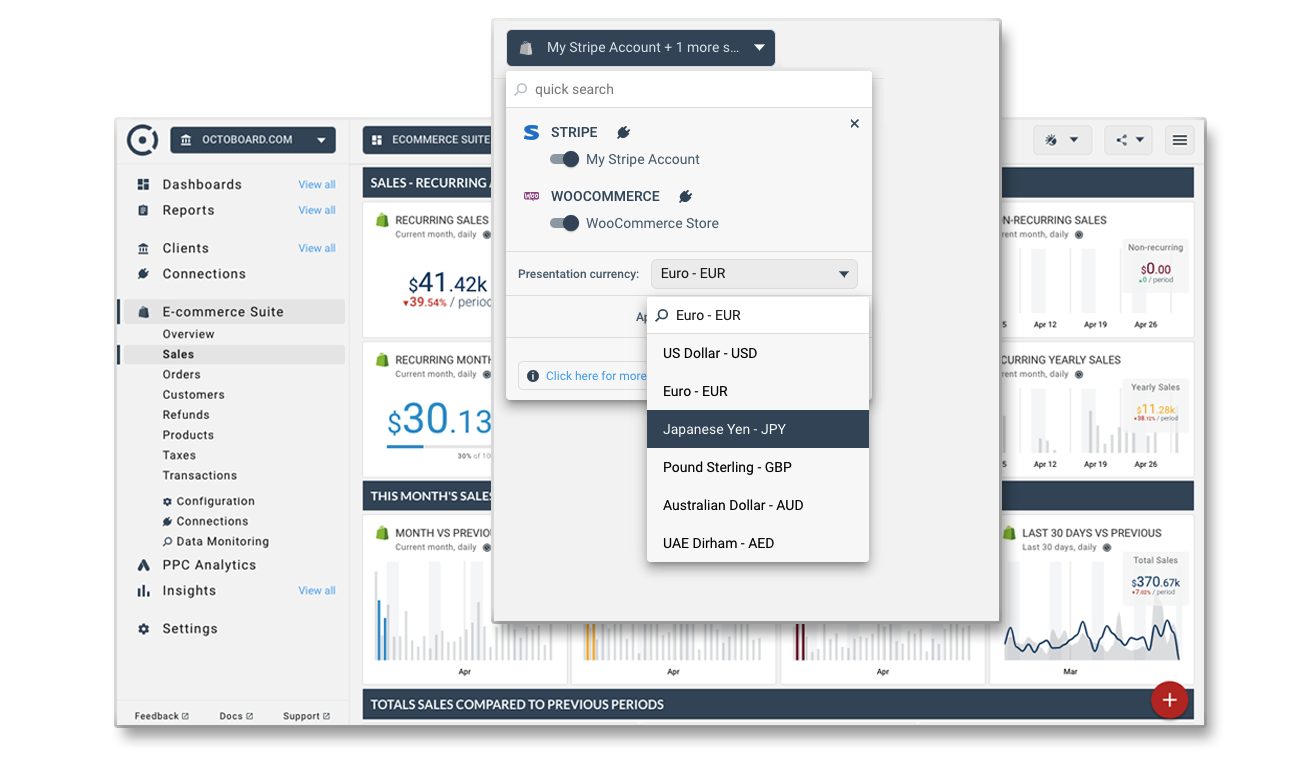 My Stripe Account + 1 more s...
quick search
STRIPE
My Stripe Account
WOO
WOOCOMMERCE
WooCommerce Store
Presentation currency:
Euro - EUR
Euro - EUR
US Dollar - USD
Euro - EUR
Japanese Yen - JPY
Pound Sterling - GBP
Australian Dollar - AUD
UAE Dirham - AED
Click here for more
OCTOBOARD.COM
ECOMMERCE SUITE
Dashboards
View all
Reports
View all
Clients
View all
Connections
E-commerce Suite
Overview
Sales
Orders
Customers
Refunds
Products
Taxes
Transactions
Configuration
Connections
Data Monitoring
PPC Analytics
Insights
View all
Settings
Feedback
Docs
Support
SALES - RECURRING
RECURRING SALES
Current month, daily
$41.42k
▼39.54% / perio
N-RECURRING SALES
rent month, daily
Non-recurring
$0.00
▲0 / period
5
Apr 12
Apr 19
Apr 26
RECURRING MONT
Current month, daily
$30.13
30% of 10
CURRING YEARLY SALES
rent month, daily
Yearly Sales
$11.28k
▼38.12% / period
5
Apr 12
Apr 19
Apr 26
THIS MONTH'S SALES
MONTH VS PREVIOU
Current month, daily
Apr
Apr
Apr
LAST 30 DAYS VS PREVIOUS
Last 30 days, daily
Total Sales
$370.67k
▼7.02% / period
Mar
TOTALS SALES COMPARED TO PREVIOUS PERIODS